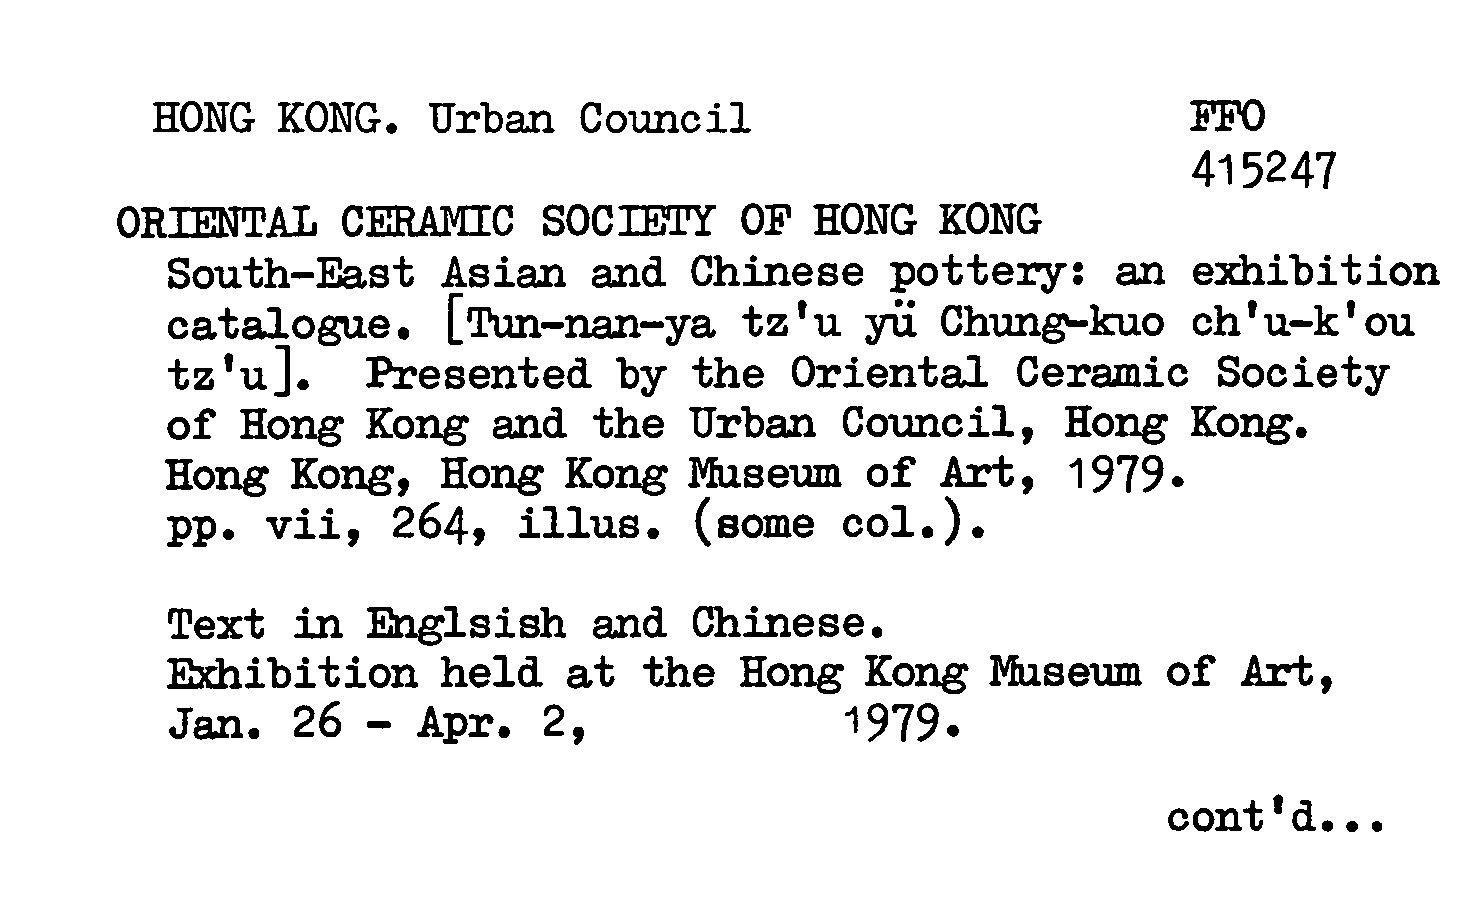 HONG KONG. Urban Council FFO
415247
ORIENTAL CERAMIC SOCIETY OF HONG KONG
South-East Asian and Chinese pottery: an exhibition
catalogue. [Tun-nan-ya tz'u yü Chung-kuo ch'u-k'ou
tz'u]. Presented by the Oriental Ceramic Society
of Hong Kong and the Urban Council, Hong Kong.
Hong Kong, Hong Kong Museum of Art, 1979.
pp. vii, 264, illus. (some col.).
Text in Englsish and Chinese.
Exhibition held at the Hong Kong Museum of Art,
Jan. 26 - Apr. 2, 1979.
cont'd...